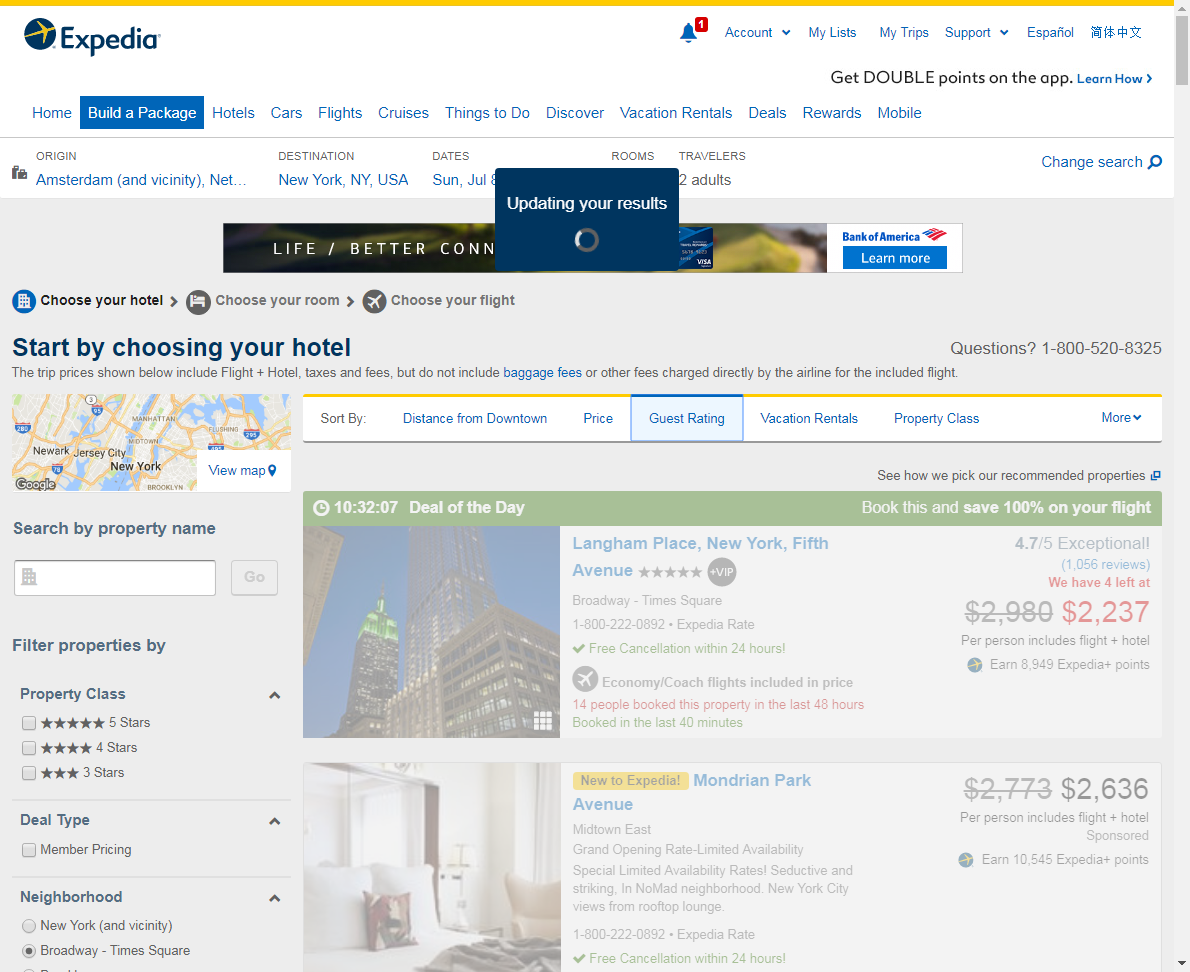 Expedia
1
Account
My Lists
My Trips
Support
Español
简体中文
Get DOUBLE points on the app. Learn How
Home
Build a Package
Hotels
Cars
Flights
Cruises
Things to Do
Discover
Vacation Rentals
Deals
Rewards
Mobile
ORIGIN
DESTINATION
DATES
ROOMS
TRAVELERS
Amsterdam (and vicinity), Net...
New York, NY, USA
Sun, Jul
2 adults
Change search
Updating your results
LIFE / BETTER CONN
VISA
Bank of America
Learn more
Choose your hotel
Choose your room
Choose your flight
Start by choosing your hotel
Questions? 1-800-520-8325
The trip prices shown below include Flight + Hotel, taxes and fees, but do not include baggage fees or other fees charged directly by the airline for the included flight.
3
95
MANHATTAN
280
FLUSHING
295
495
MIDTOWN
Newark
Jersey City
New York
78
BROOKLYN
Google
View map
Sort By:
Distance from Downtown
Price
Guest Rating
Vacation Rentals
Property Class
More
See how we pick our recommended properties
Search by property name
Go
Filter properties by
Property Class
5 Stars
4 Stars
3 Stars
Deal Type
Member Pricing
Neighborhood
New York (and vicinity)
Broadway - Times Square
10:32:07 Deal of the Day
Book this and save 100% on your flight
Langham Place, New York, Fifth
Avenue
+VIP
Broadway - Times Square
1-800-222-0892 • Expedia Rate
Free Cancellation within 24 hours!
Economy/Coach flights included in price
14 people booked this property in the last 48 hours
Booked in the last 40 minutes
4.7/5 Exceptional!
(1,056 reviews)
We have 4 left at
$2,980 $2,237
Per person includes flight + hotel
Earn 8,949 Expedia+ points
New to Expedia! Mondrian Park
Avenue
Midtown East
Grand Opening Rate-Limited Availability
Special Limited Availability Rates! Seductive and
striking, In NoMad neighborhood. New York City
views from rooftop lounge.
1-800-222-0892 • Expedia Rate
Free Cancellation within 24 hours!
$2,773 $2,636
Per person includes flight + hotel
Sponsored
Earn 10,545 Expedia+ points